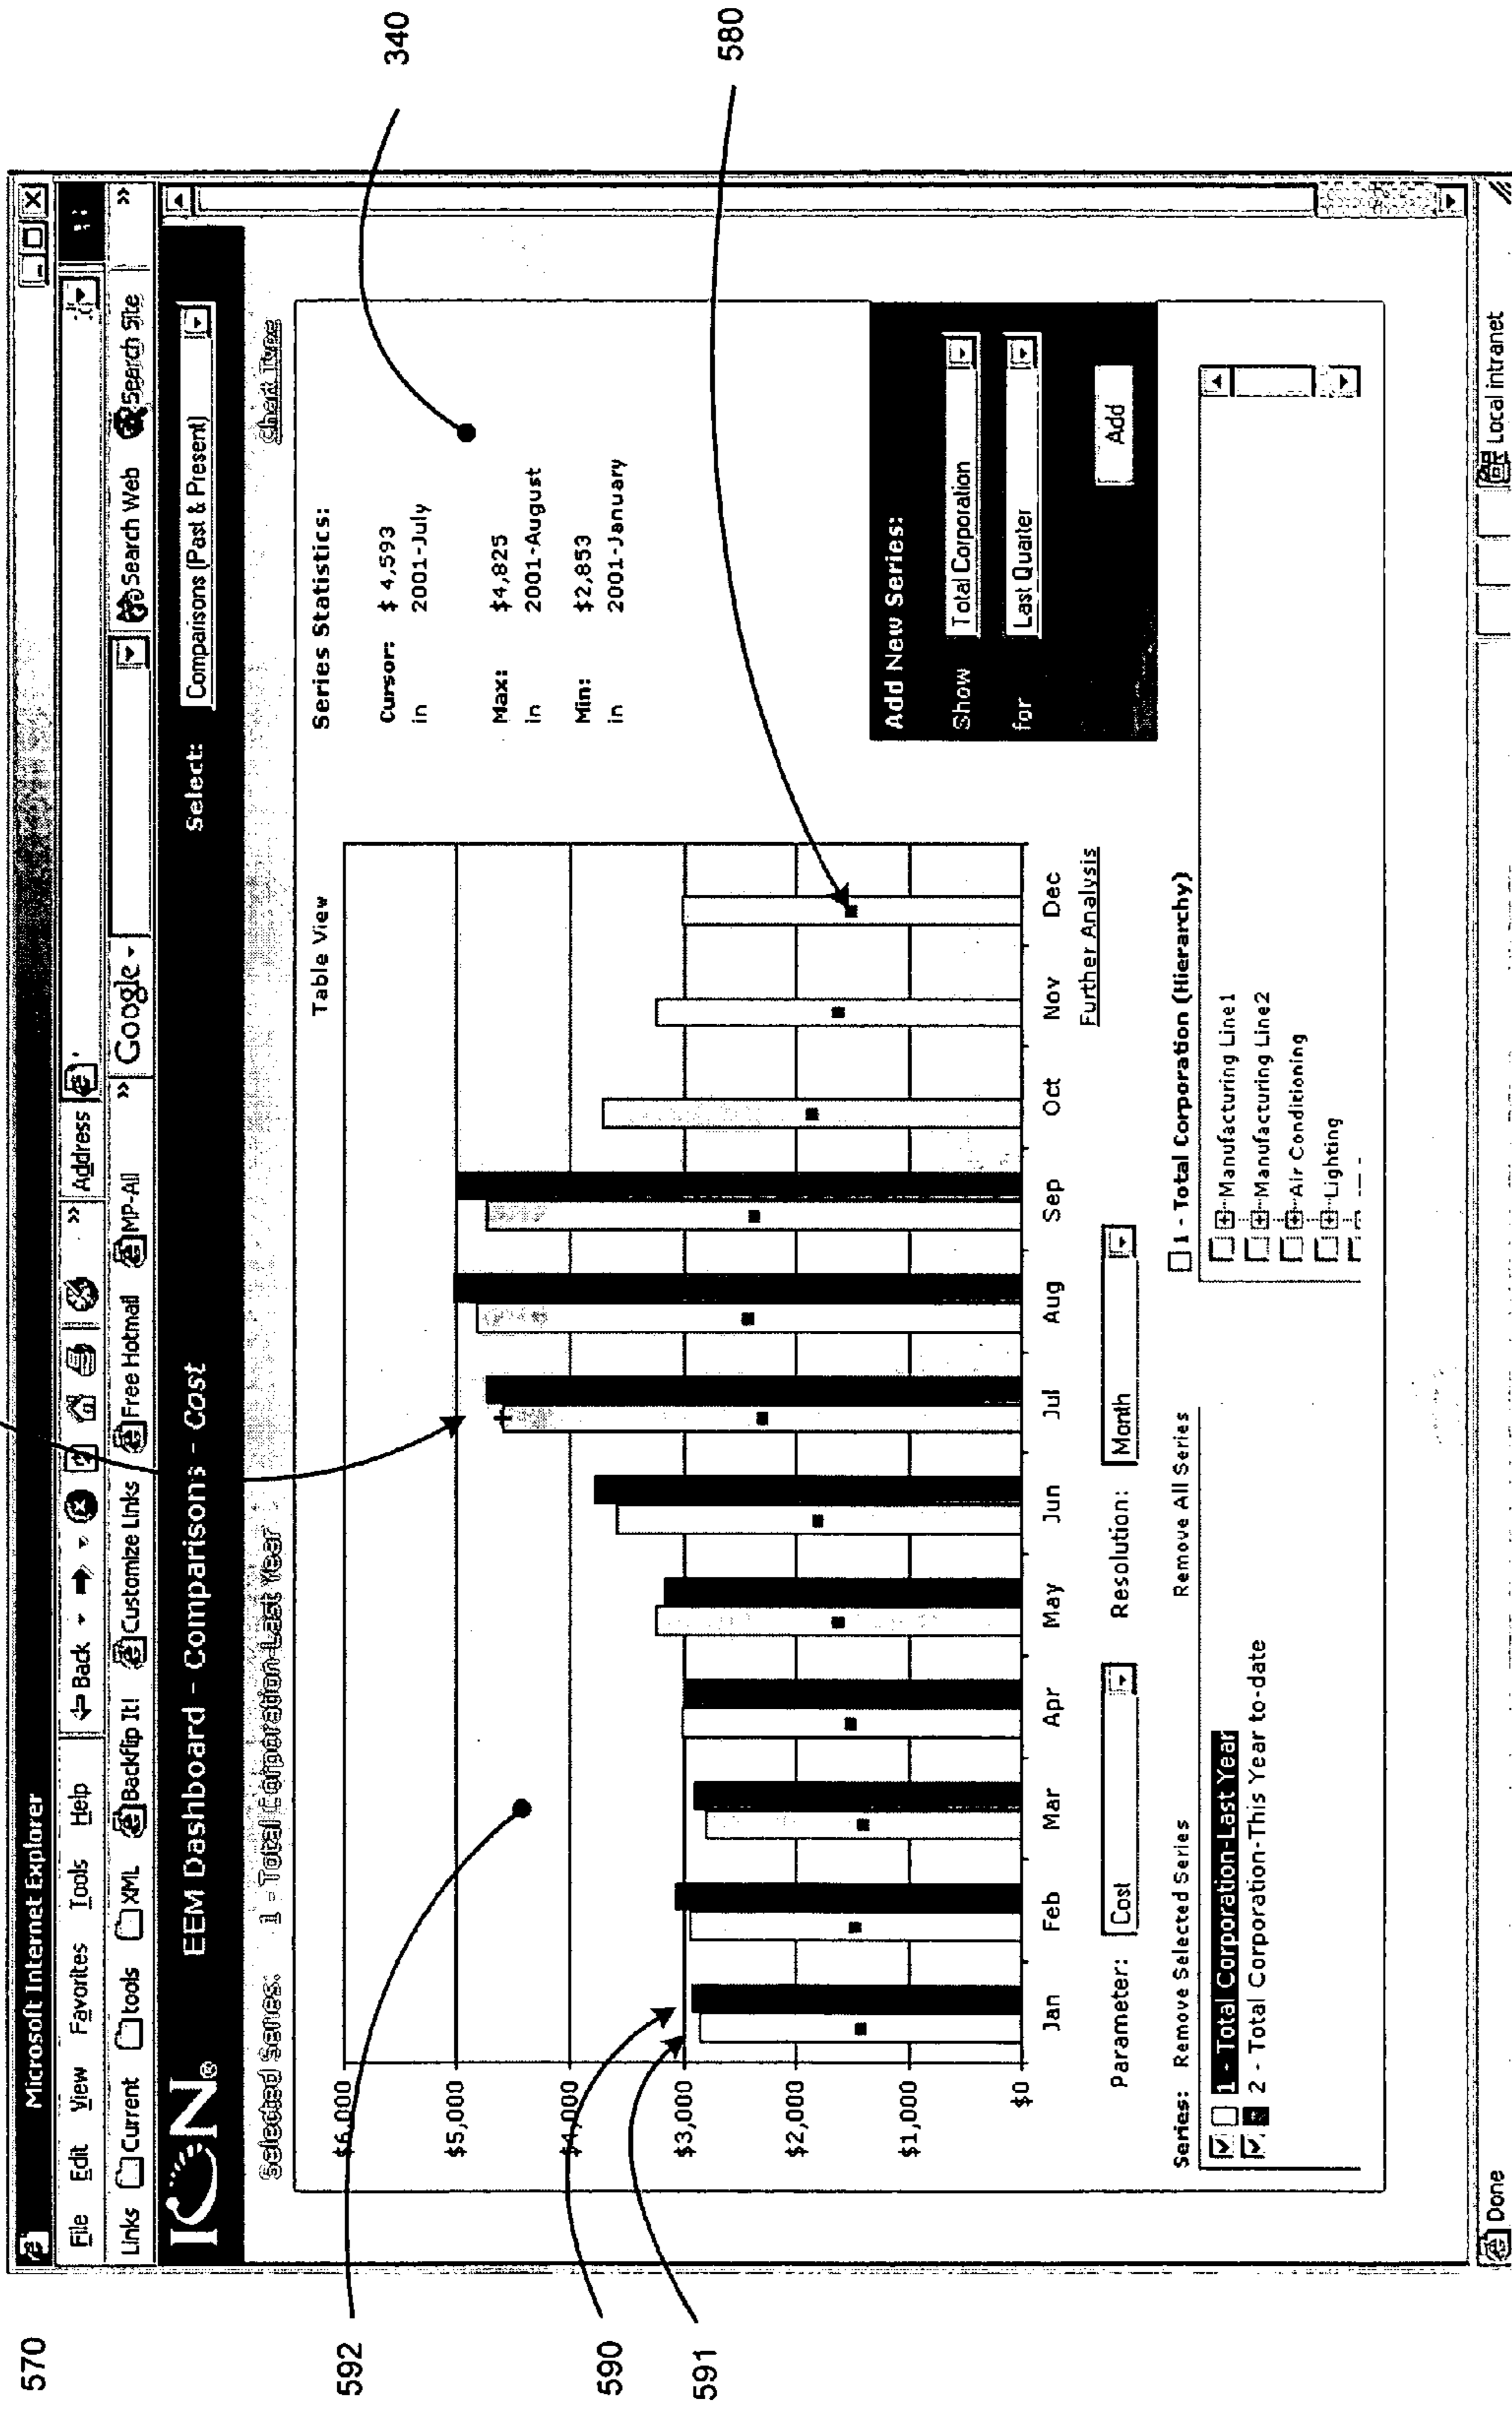 570
Microsoft Internet Explorer
File Edit View Favorites Tools Help
Back
Address
Links Current tools XML Backflip It! Customize Links Free Hotmail MP-All
Google
Search Web Search Site
ION®
EEM Dashboard - Comparisons - Cost
Select: Comparisons (Past & Present)
Selected Series: 1 - Total Corporation-Last Year
Chart Type
Table View
$6,000
$5,000
$4,000
$3,000
$2,000
$1,000
$0
Jan Feb Mar Apr May Jun Jul Aug Sep Oct Nov Dec
Further Analysis
Parameter: Cost
Resolution: Month
Series Statistics:
Cursor: $ 4,593
in 2001-July
Max: $4,825
in 2001-August
Min: $2,853
in 2001-January
Add New Series:
Show Total Corporation
for Last Quarter
Add
Series: Remove Selected Series Remove All Series
1 - Total Corporation-Last Year
2 - Total Corporation-This Year to-date
1 - Total Corporation (Hierarchy)
Manufacturing Line1
Manufacturing Line2
Air Conditioning
Lighting
Done
Local intranet
592
590
591
340
580